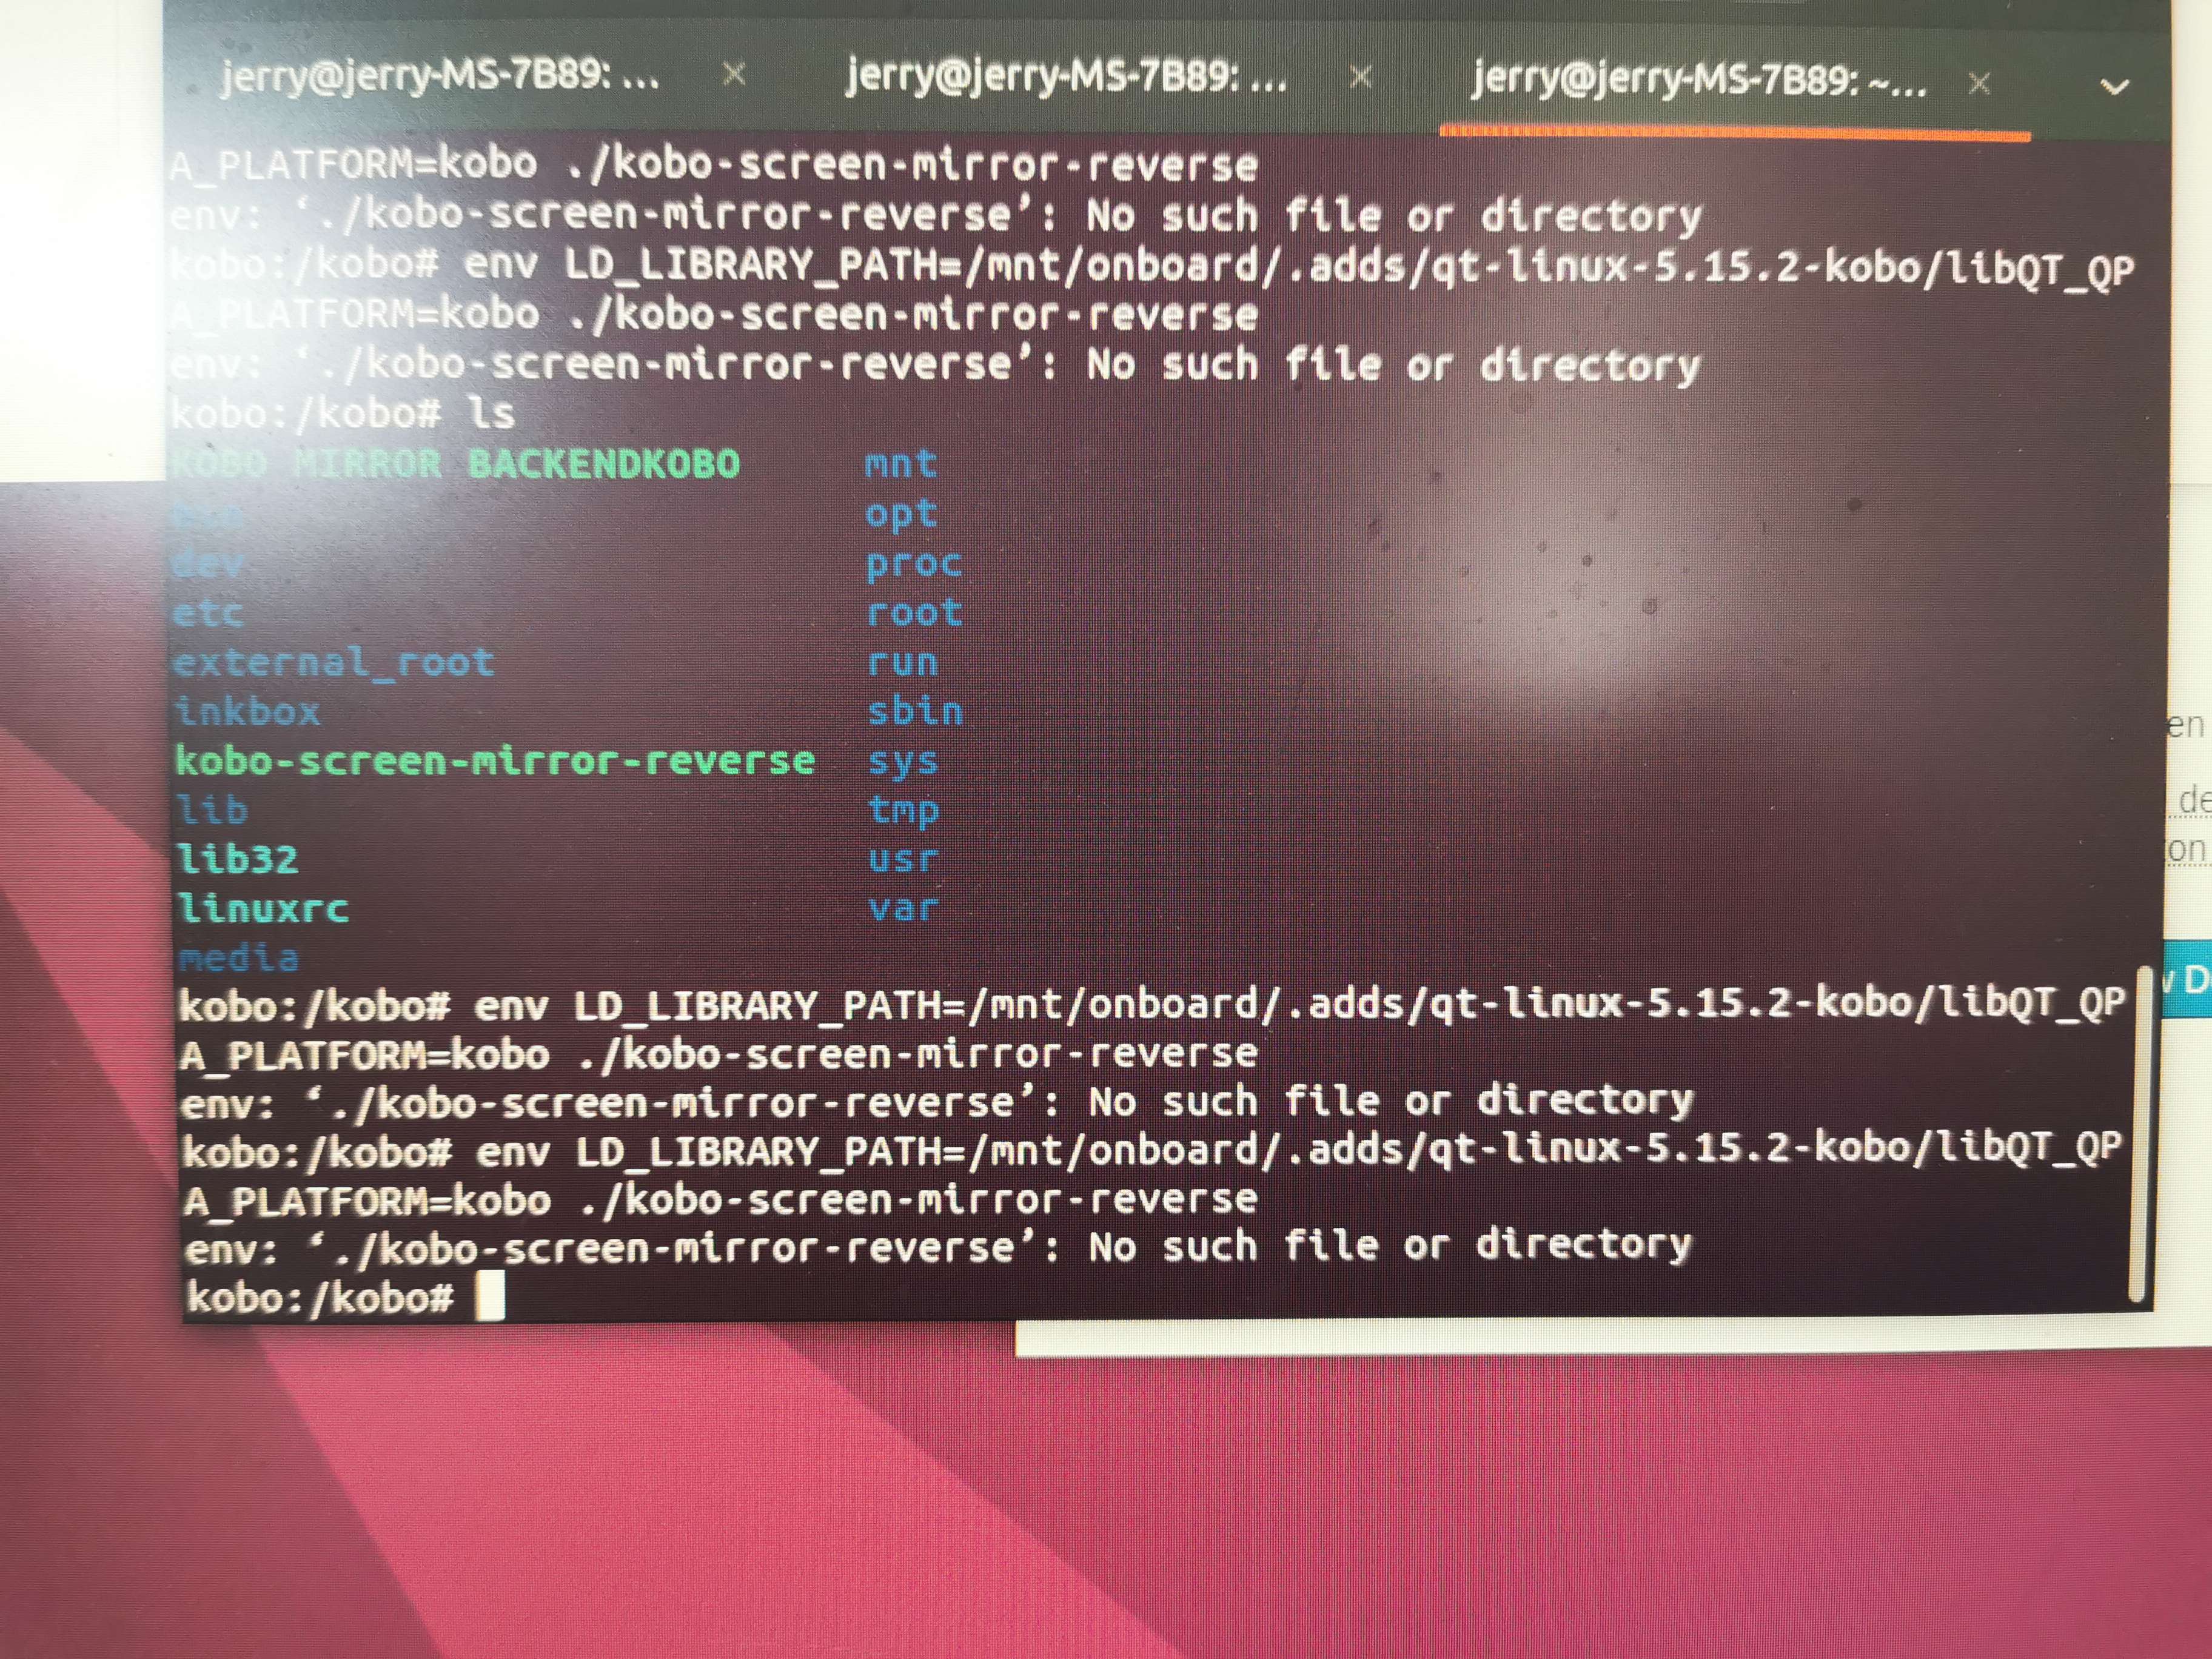 jerry@jerry-MS-7B89: ... × jerry@jerry-MS-7B89: ... × jerry@jerry-MS-7B89: ~... ×
A_PLATFORM=kobo ./kobo-screen-mirror-reverse
env: ‘./kobo-screen-mirror-reverse’: No such file or directory
kobo:/kobo# env LD_LIBRARY_PATH=/mnt/onboard/.adds/qt-linux-5.15.2-kobo/libQT_QP
A_PLATFORM=kobo ./kobo-screen-mirror-reverse
env: ‘./kobo-screen-mirror-reverse’: No such file or directory
kobo:/kobo# ls
KOBO MIRROR BACKENDKOBO mnt
opt
dev proc
etc root
external_root run
inkbox sbin
kobo-screen-mirror-reverse sys
lib tmp
lib32 usr
linuxrc var
media
kobo:/kobo# env LD_LIBRARY_PATH=/mnt/onboard/.adds/qt-linux-5.15.2-kobo/libQT_QP
A_PLATFORM=kobo ./kobo-screen-mirror-reverse
env: ‘./kobo-screen-mirror-reverse’: No such file or directory
kobo:/kobo# env LD_LIBRARY_PATH=/mnt/onboard/.adds/qt-linux-5.15.2-kobo/libQT_QP
A_PLATFORM=kobo ./kobo-screen-mirror-reverse
env: ‘./kobo-screen-mirror-reverse’: No such file or directory
kobo:/kobo#